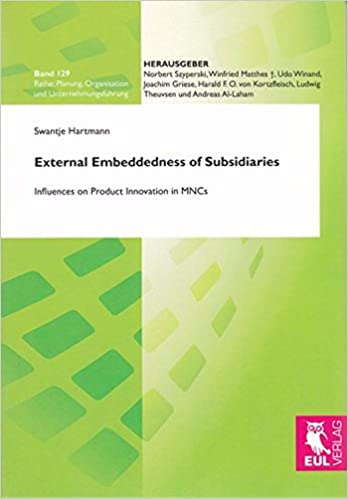 Band 129
Reihe: Planung, Organisation
und Unternehmungsführung
HERAUSGEBER
Norbert Szyperski, Winfried Matthes †, Udo Winand,
Joachim Griese, Harald F. O. von Kortzfleisch, Ludwig
Theuvsen und Andreas Al-Laham
Swantje Hartmann
External Embeddedness of Subsidiaries
Influences on Product Innovation in MNCs
EUL
VERLAG